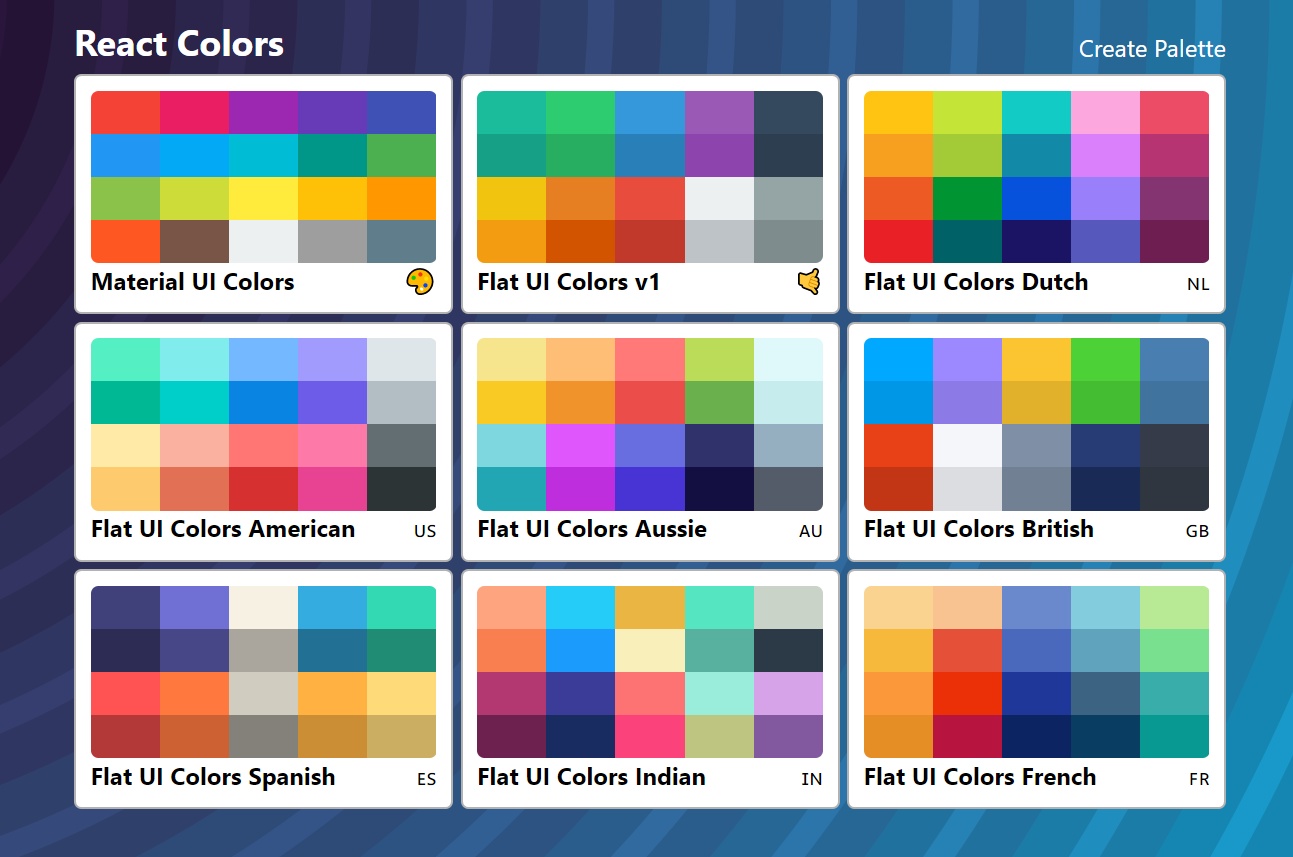 React Colors
Create Palette
Material UI Colors
Flat UI Colors v1
Flat UI Colors Dutch NL
Flat UI Colors American US
Flat UI Colors Aussie AU
Flat UI Colors British GB
Flat UI Colors Spanish ES
Flat UI Colors Indian IN
Flat UI Colors French FR